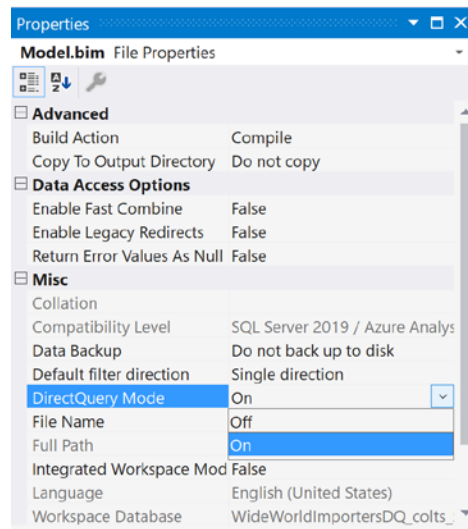 Properties
Model.bim File Properties
Advanced
Build Action Compile
Copy To Output Directory Do not copy
Data Access Options
Enable Fast Combine False
Enable Legacy Redirects False
Return Error Values As Null False
Misc
Collation
Compatibility Level SQL Server 2019 / Azure Analys
Data Backup Do not back up to disk
Default filter direction Single direction
DirectQuery Mode On
File Name Off
Full Path On
Integrated Workspace Mod False
Language English (United States)
Workspace Database WideWorldImportersDQ_colts_